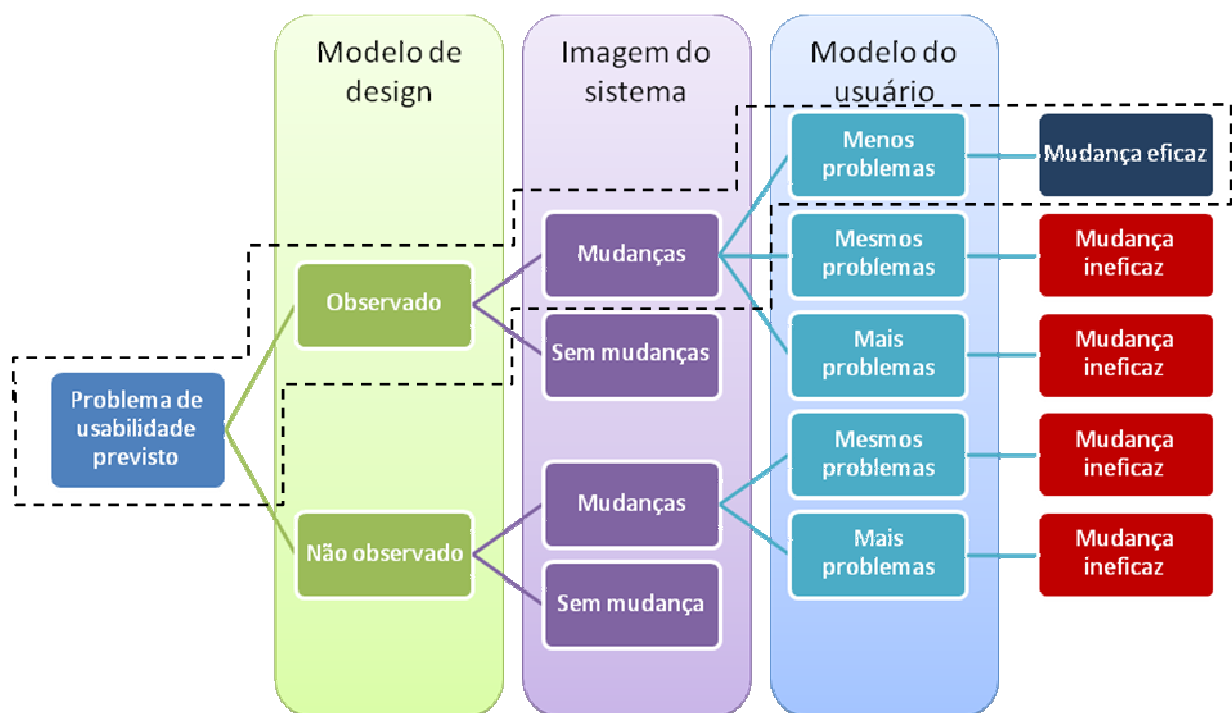 Modelo de
design
Imagem do
sistema
Modelo do
usuário
Menos
problemas
Mudança eficaz
Mudanças
Mesmos
problemas
Mudança
ineficaz
Observado
Sem mudanças
Mais
problemas
Mudança
ineficaz
Problema de
usabilidade
previsto
Mesmos
problemas
Mudança
ineficaz
Mudanças
Não observado
Mais
problemas
Mudança
ineficaz
Sem mudança